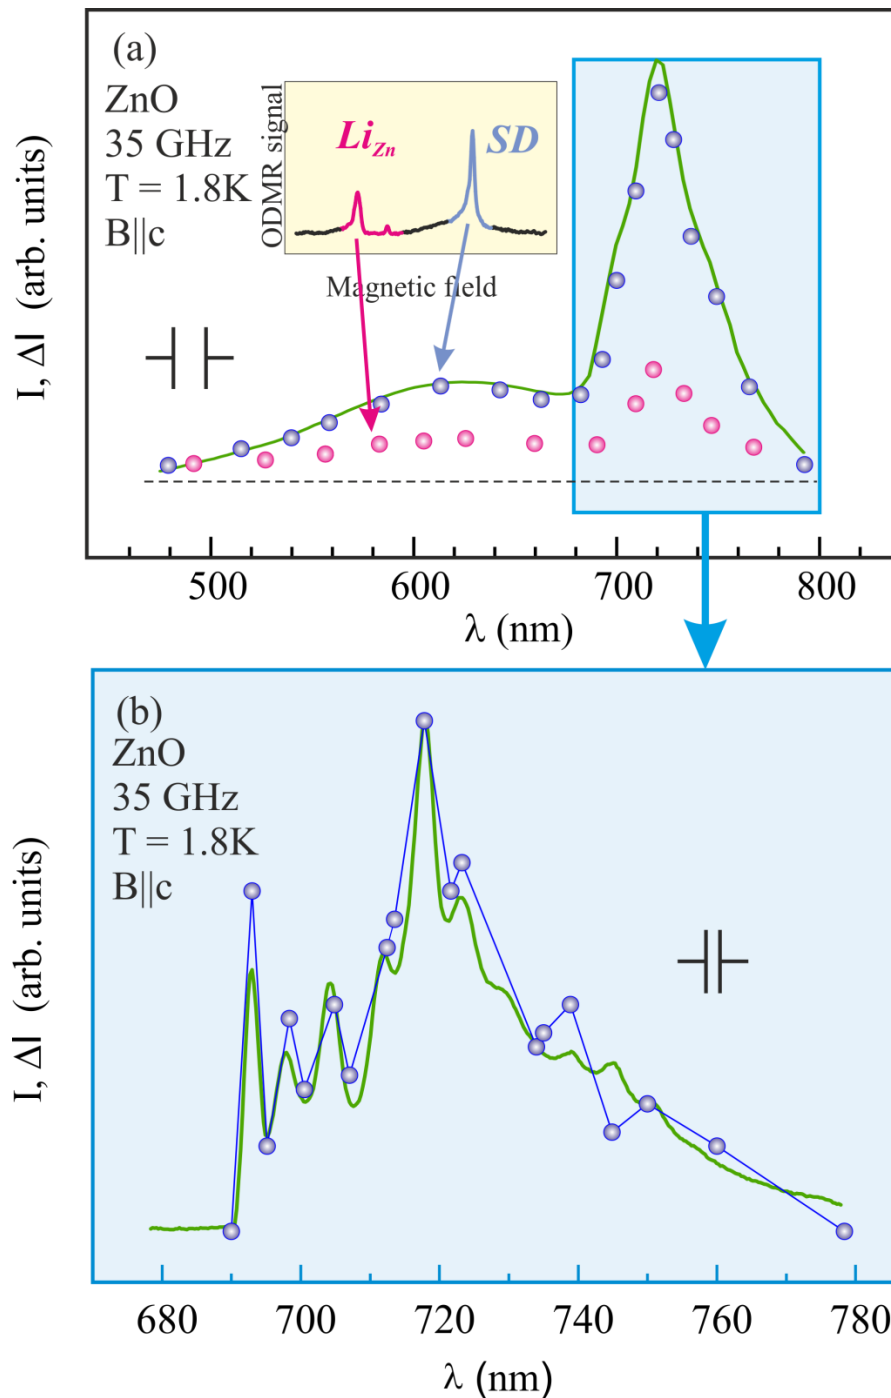 (a)
ZnO
35 GHz
T = 1.8K
B||c
ODMR signal
Li_Zn
SD
Magnetic field
I, ΔI (arb. units)
500 600 700 800
λ (nm)
(b)
ZnO
35 GHz
T = 1.8K
B||c
I, ΔI (arb. units)
680 700 720 740 760 780
λ (nm)